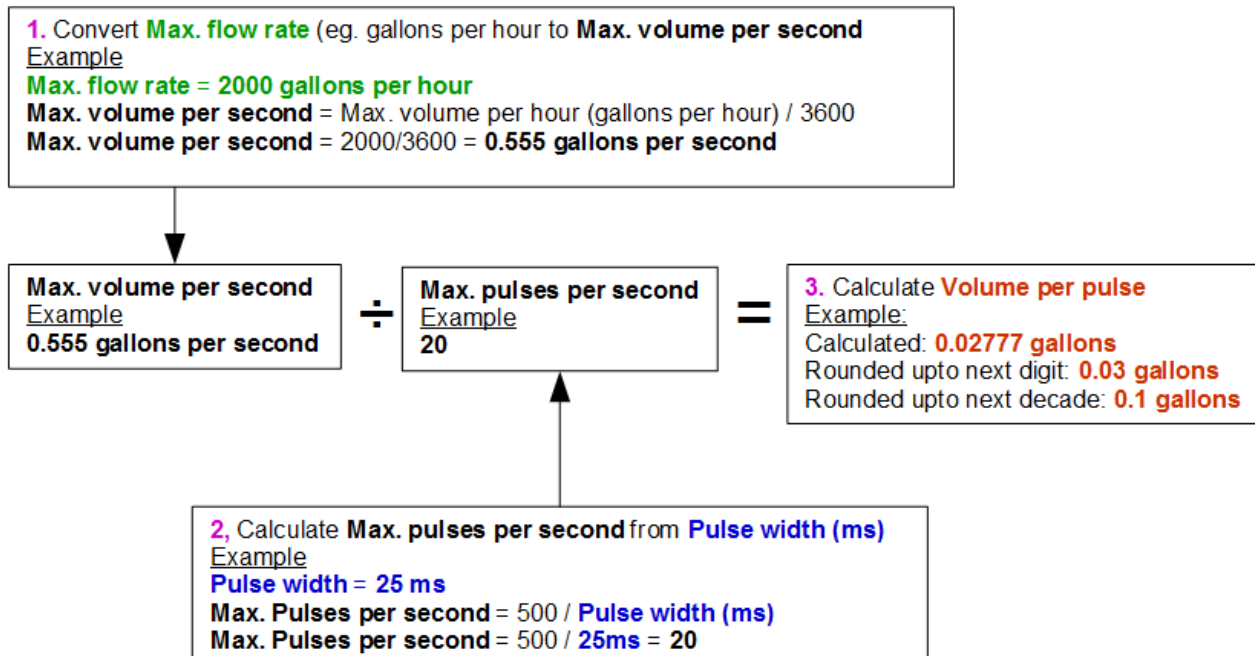 1. Convert Max. flow rate (eg. gallons per hour to Max. volume per second
Example
Max. flow rate = 2000 gallons per hour
Max. volume per second = Max. volume per hour (gallons per hour) / 3600
Max. volume per second = 2000/3600 = 0.555 gallons per second
Max. volume per second
Example
0.555 gallons per second
÷
Max. pulses per second
Example
20
=
3. Calculate Volume per pulse
Example:
Calculated: 0.02777 gallons
Rounded upto next digit: 0.03 gallons
Rounded upto next decade: 0.1 gallons
2, Calculate Max. pulses per second from Pulse width (ms)
Example
Pulse width = 25 ms
Max. Pulses per second = 500 / Pulse width (ms)
Max. Pulses per second = 500 / 25ms = 20